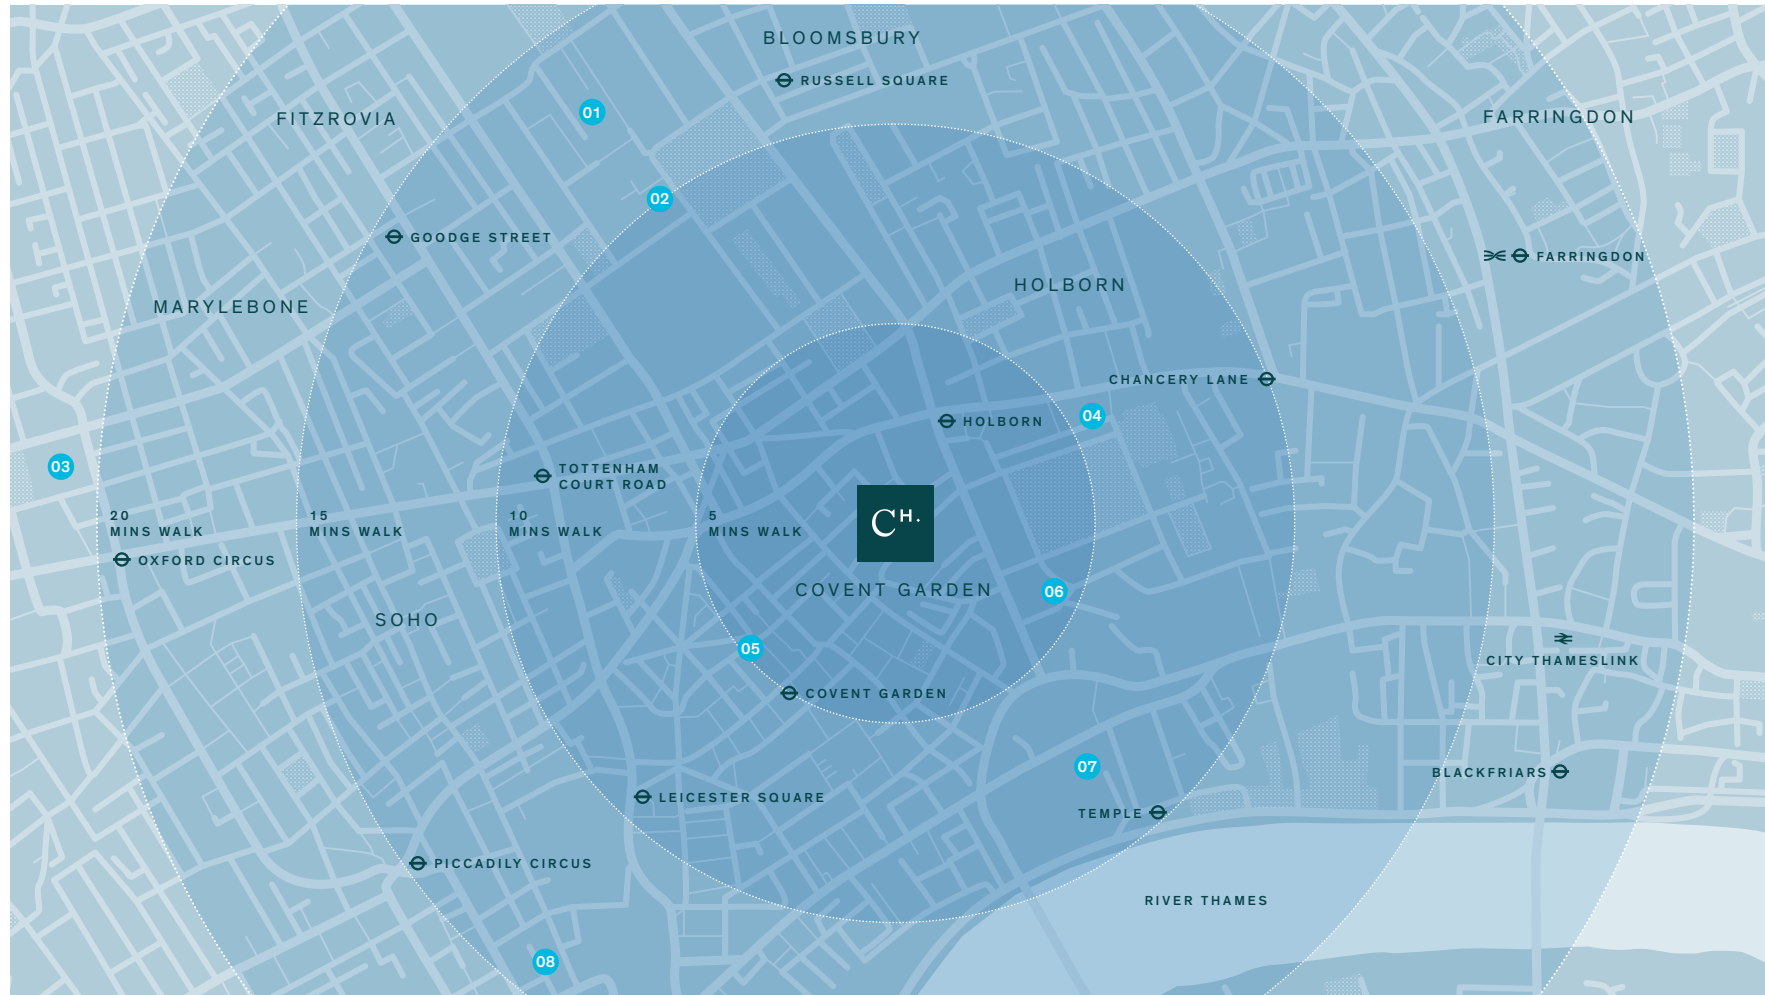 BLOOMSBURY
RUSSELL SQUARE
01
FITZROVIA
FARRINGDON
02
GOODGE STREET
FARRINGDON
HOLBORN
MARYLEBONE
CHANCERY LANE
04
HOLBORN
03
TOTTENHAM
COURT ROAD
20
MINS WALK
15
MINS WALK
10
MINS WALK
5
MINS WALK
CH.
OXFORD CIRCUS
COVENT GARDEN
06
SOHO
05
CITY THAMESLINK
COVENT GARDEN
07
BLACKFRIARS
LEICESTER SQUARE
TEMPLE
PICCADILY CIRCUS
RIVER THAMES
08